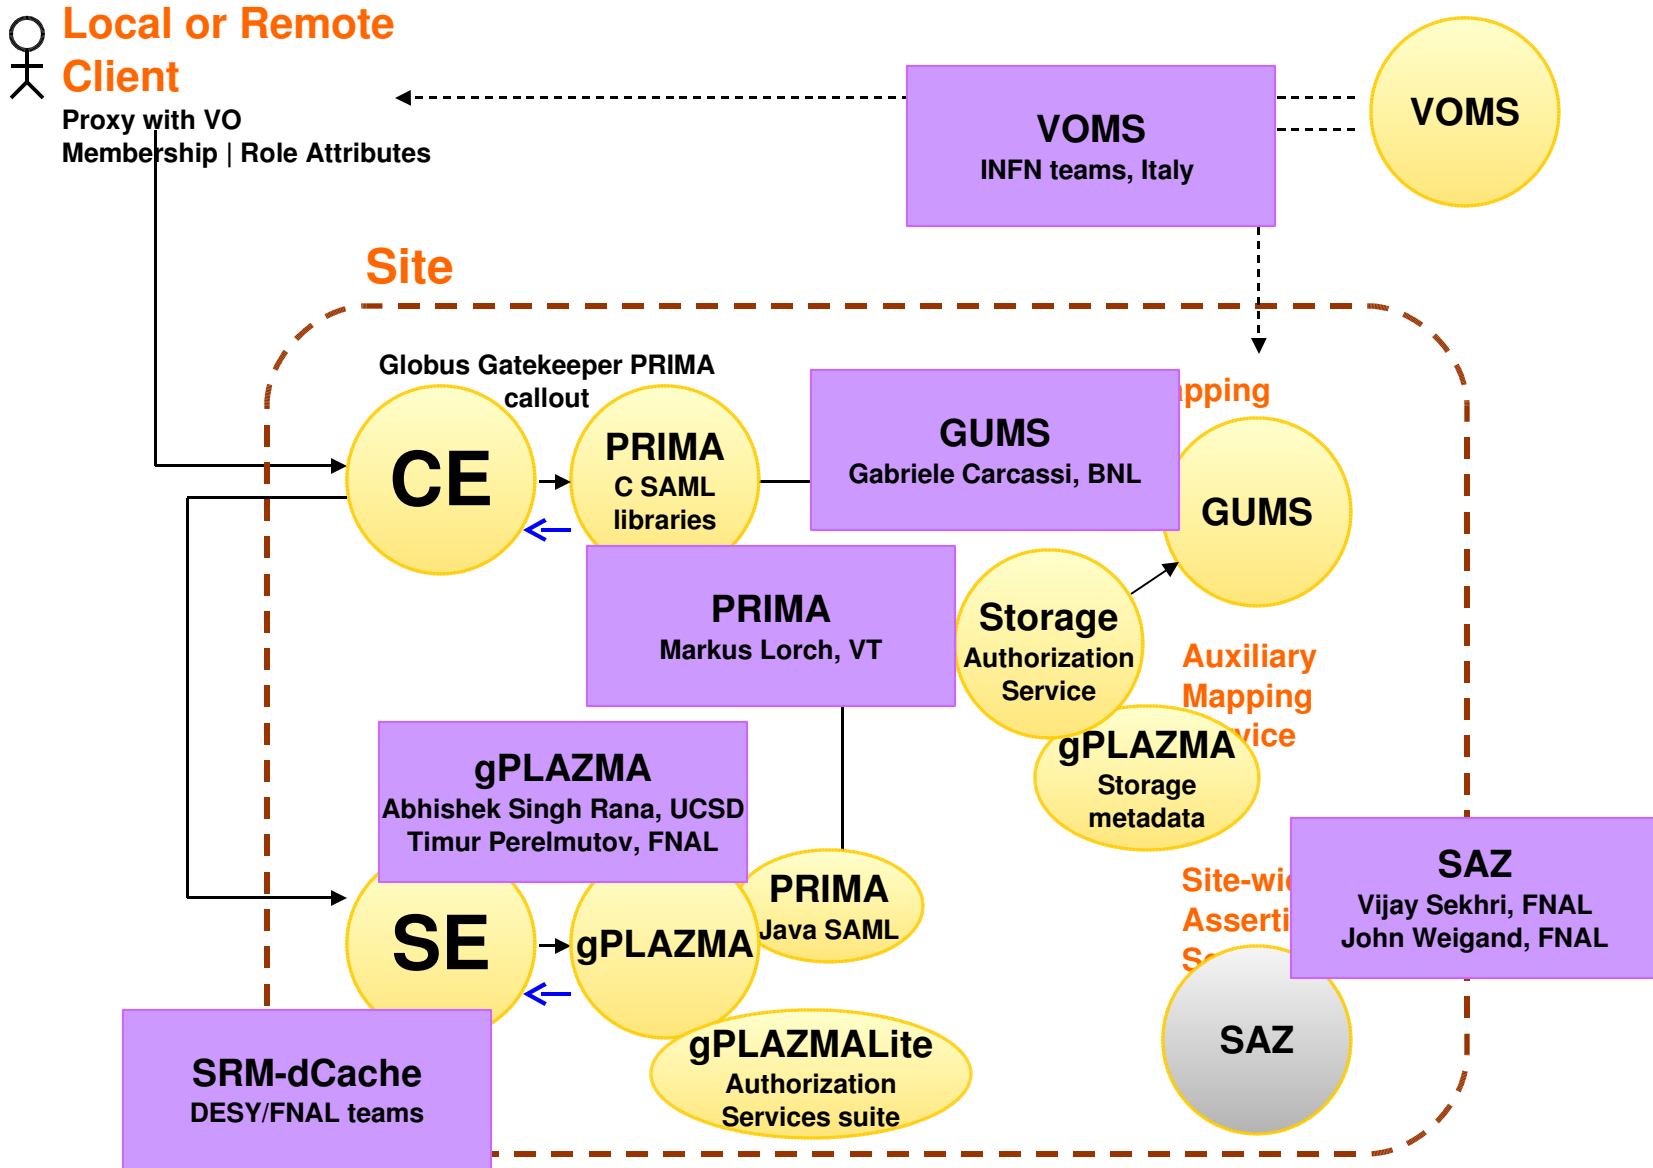 Local or Remote
Client
Proxy with VO
Membership | Role Attributes
VOMS
INFN teams, Italy
VOMS
Site
Globus Gatekeeper PRIMA
callout
CE
PRIMA
C SAML
libraries
GUMS
Gabriele Carcassi, BNL
GUMS
PRIMA
Markus Lorch, VT
Storage
Authorization
Service
Auxiliary
Mapping
gPLAZMA
Storage
metadata
gPLAZMA
Abhishek Singh Rana, UCSD
Timur Perelmutov, FNAL
SE
gPLAZMA
PRIMA
Java SAML
SAZ
Vijay Sekhri, FNAL
John Weigand, FNAL
SAZ
gPLAZMALite
Authorization
Services suite
SRM-dCache
DESY/FNAL teams